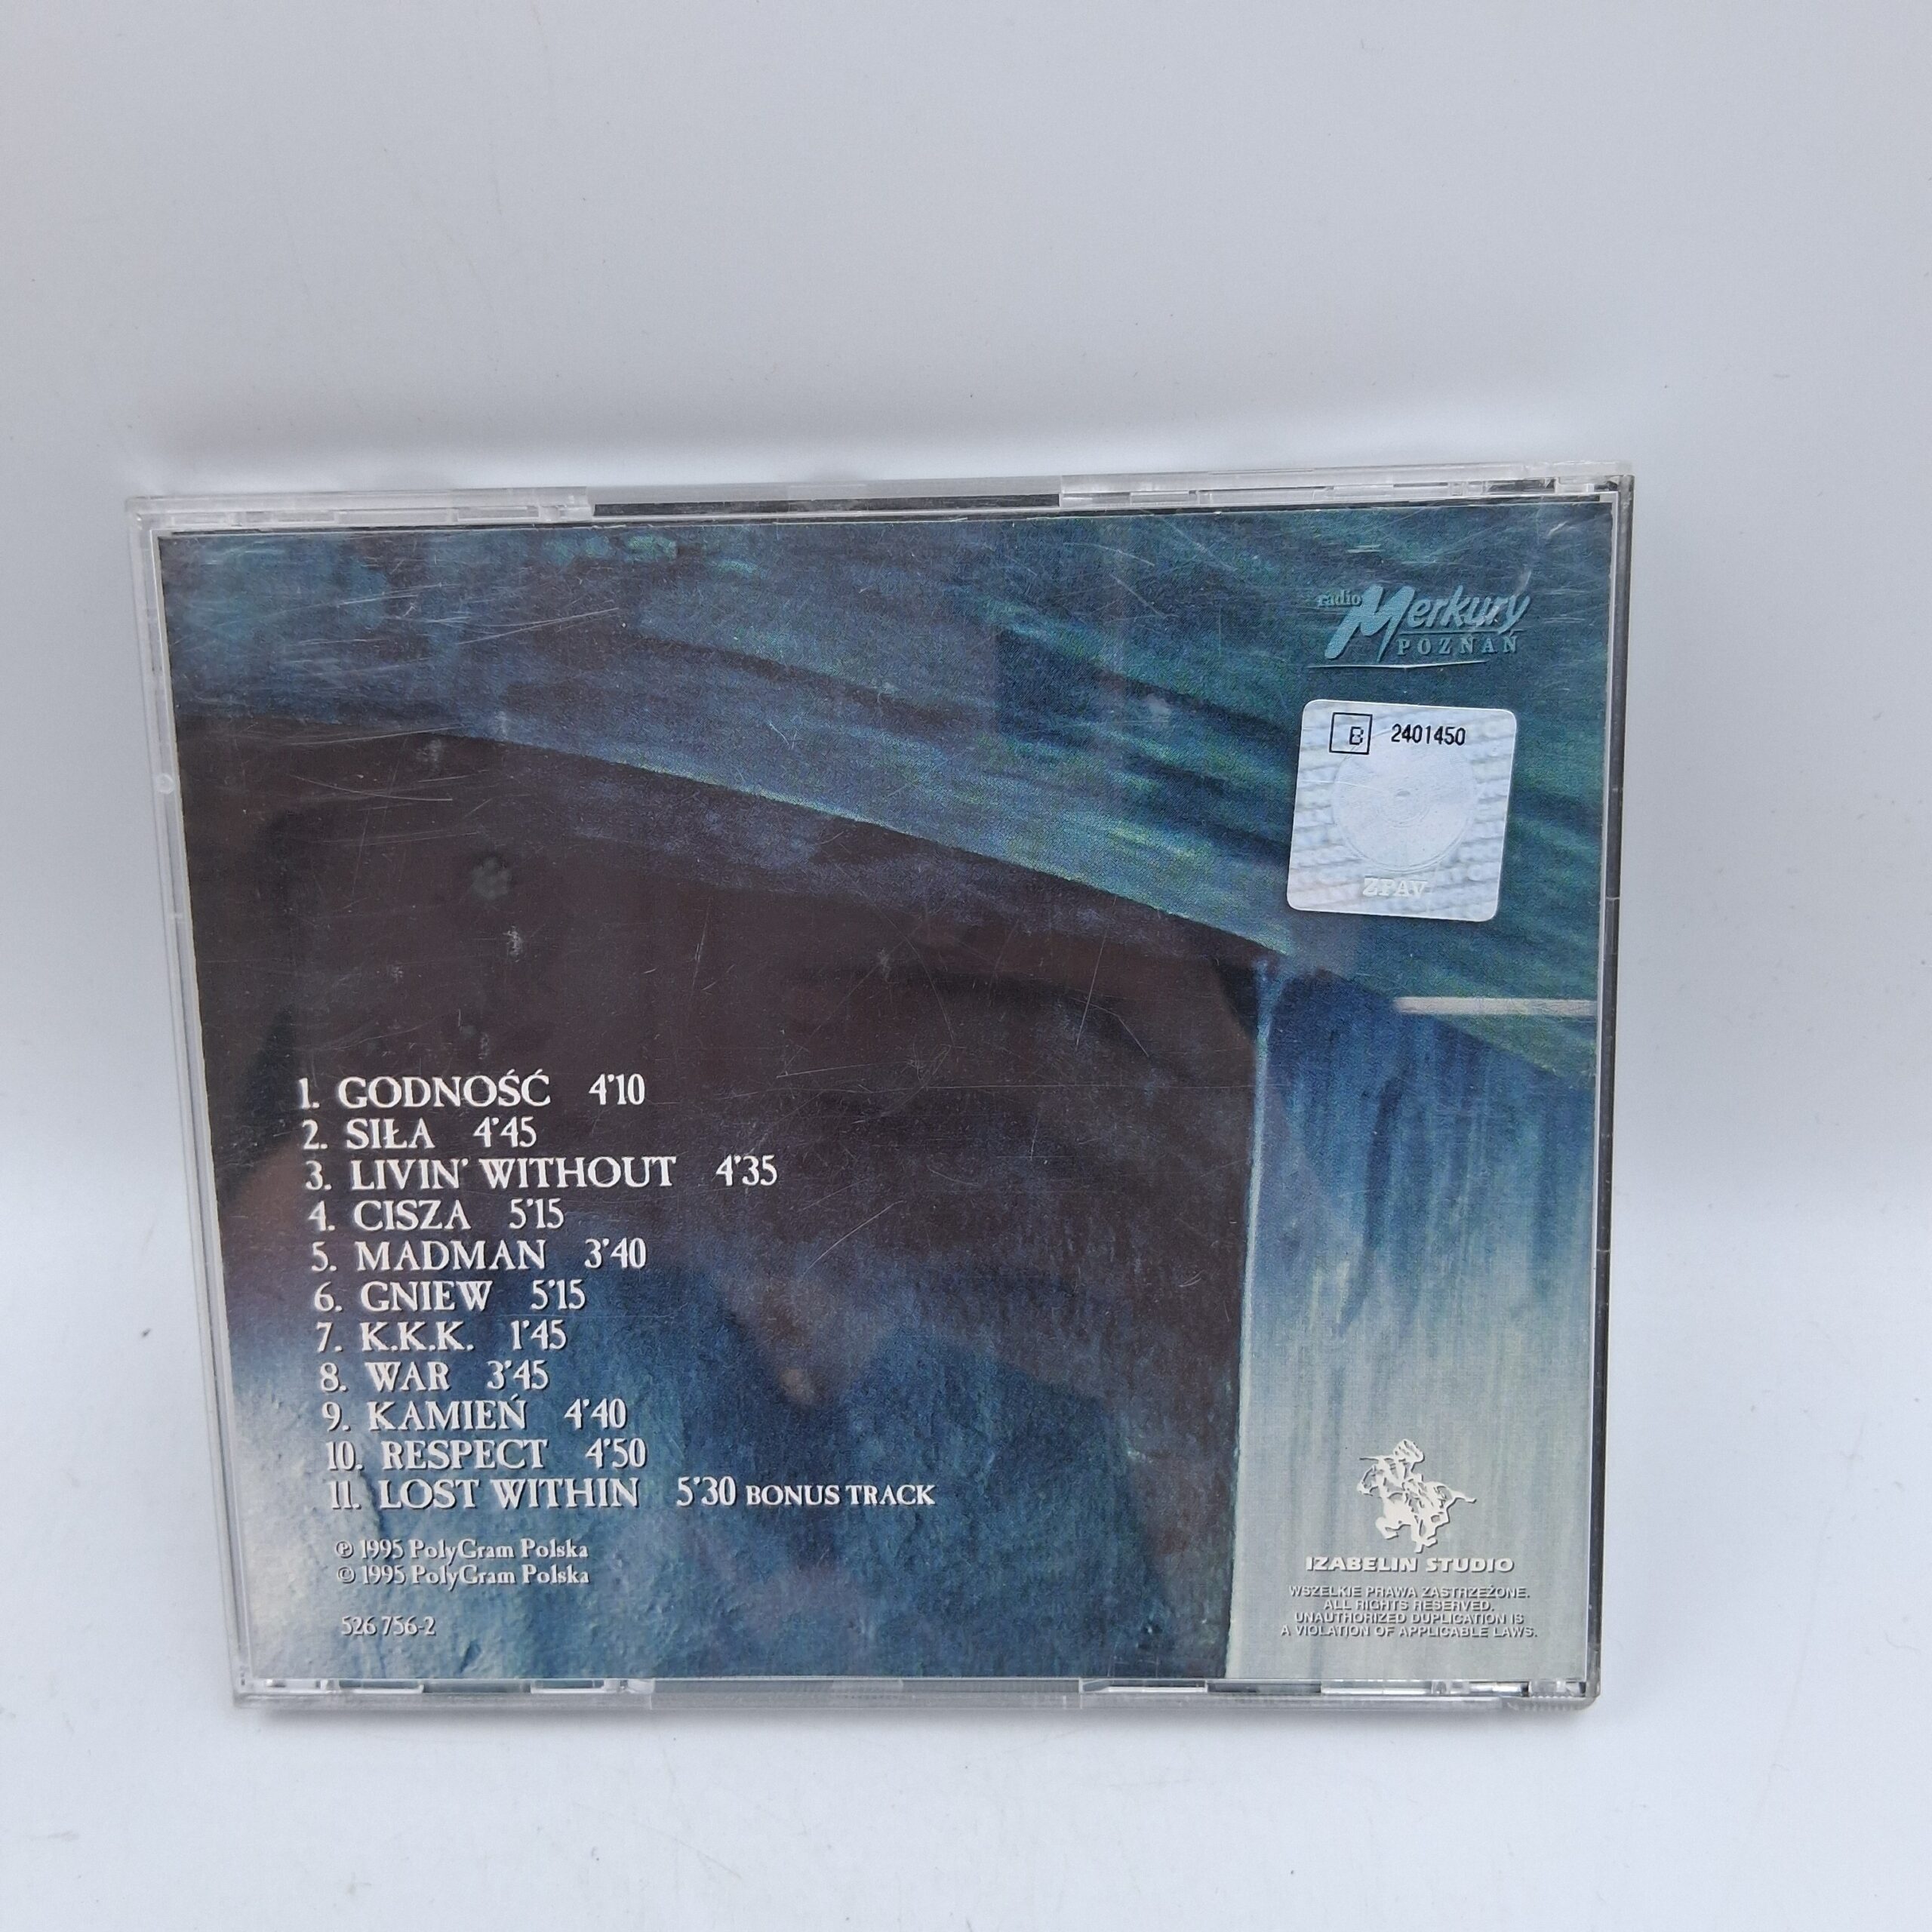 radio Merkury
POZNAŃ
B 2401450
ZPAV
1. GODNOŚĆ 4'10
2. SIŁA 4'45
3. LIVIN' WITHOUT 4'35
4. CISZA 5'15
5. MADMAN 3'40
6. GNIEW 5'15
7. K.K.K. 1'45
8. WAR 3'45
9. KAMIEŃ 4'40
10. RESPECT 4'50
11. LOST WITHIN 5'30 BONUS TRACK
℗ 1995 PolyGram Polska
© 1995 PolyGram Polska
526 756-2
IZABELIN STUDIO
WSZELKIE PRAWA ZASTRZEŻONE.
ALL RIGHTS RESERVED.
UNAUTHORIZED DUPLICATION IS
A VIOLATION OF APPLICABLE LAWS.